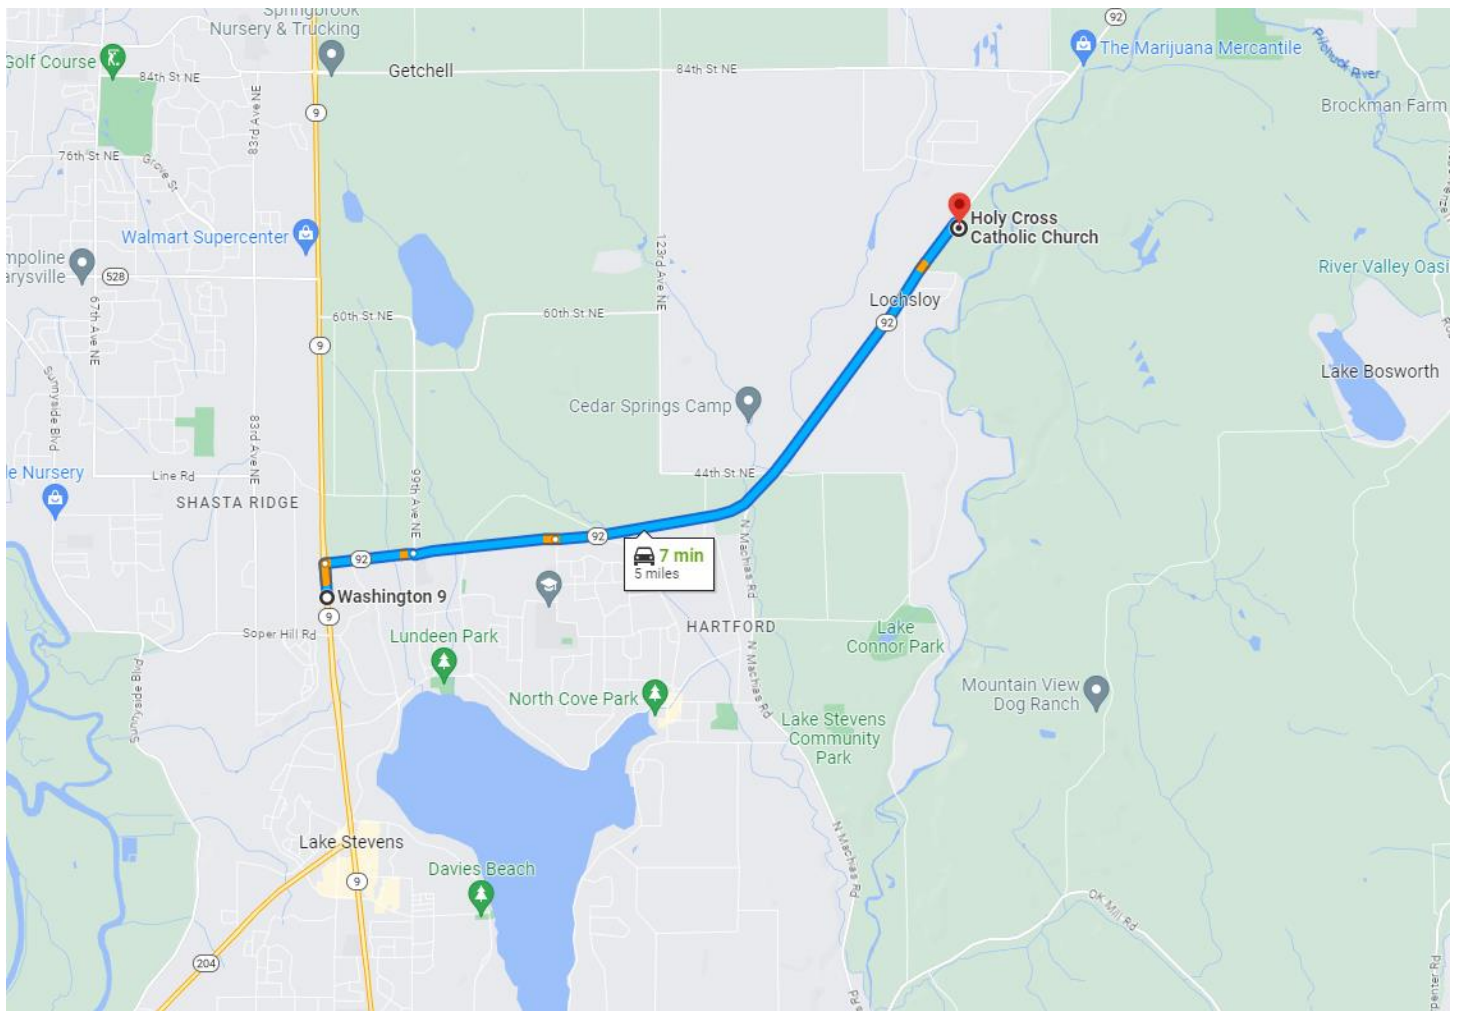 Springbrook
Nursery & Trucking
92
The Marijuana Mercantile
Pilchuck River
Golf Course
84th St NE
Getchell
84th St NE
83rd Ave NE
9
Brockman Farm
76th St NE
Grove St
Walmart Supercenter
Holy Cross
Catholic Church
123rd Ave NE
528
67th Ave NE
River Valley Oasi
Lochsloy
60th St NE
60th St NE
92
9
Lake Bosworth
Sunnyside Blvd
Cedar Springs Camp
83rd Ave NE
Line Rd
99th Ave NE
44th St NE
e Nursery
SHASTA RIDGE
92
92
N Machias Rd
7 min
5 miles
Washington 9
9
Soper Hill Rd
Lundeen Park
HARTFORD
Lake
Connor Park
N Machias Rd
Sunnyside Blv
North Cove Park
Mountain View
Dog Ranch
Lake Stevens
Community
Park
Lake Stevens
N Machias Rd
Davies Beach
9
OK Mill Rd
204
penter Rd